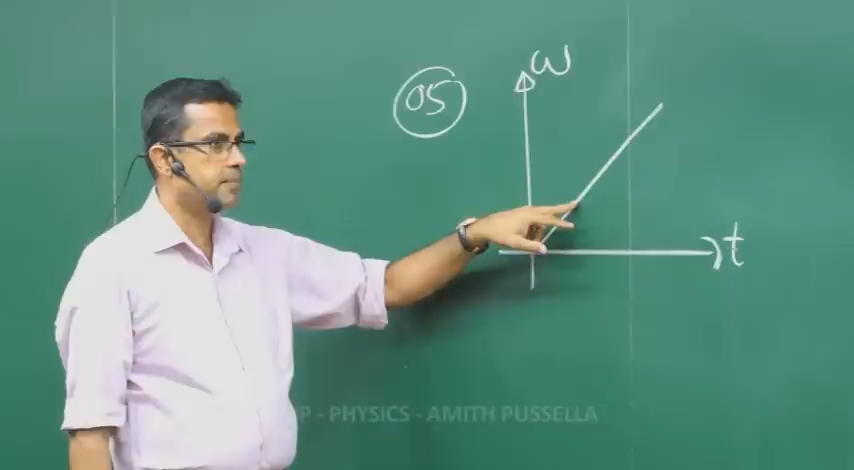 05
ω
t
P - PHYSICS - AMITH PUSSELLA